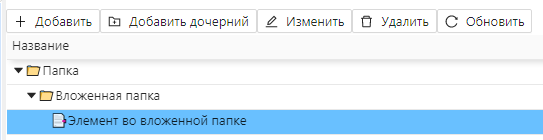 Добавить Добавить дочерний Изменить Удалить Обновить
Название
Папка
Вложенная папка
Элемент во вложенной папке